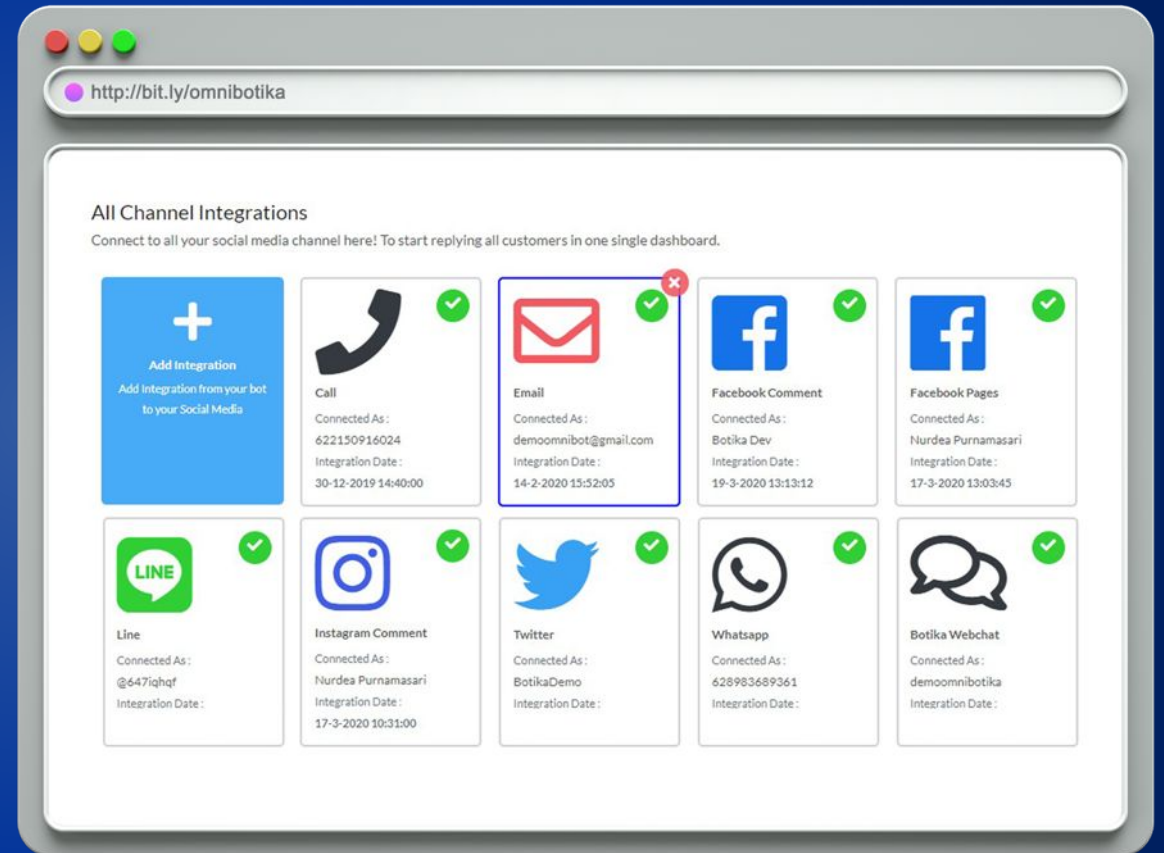 http://bit.ly/omnibotika
All Channel Integrations
Connect to all your social media channel here! To start replying all customers in one single dashboard.
Add Integration
Add Integration from your bot
to your Social Media
Call
Connected As :
622150916024
Integration Date :
30-12-2019 14:40:00
Email
Connected As :
demoomnibot@gmail.com
Integration Date :
14-2-2020 15:52:05
Facebook Comment
Connected As :
Botika Dev
Integration Date :
19-3-2020 13:13:12
Facebook Pages
Connected As :
Nurdea Purnamasari
Integration Date :
17-3-2020 13:03:45
LINE
Line
Connected As :
@647iqhqf
Integration Date :
Instagram Comment
Connected As :
Nurdea Purnamasari
Integration Date :
17-3-2020 10:31:00
Twitter
Connected As :
BotikaDemo
Integration Date :
Whatsapp
Connected As :
628983689361
Integration Date :
Botika Webchat
Connected As :
demoomnibotika
Integration Date :